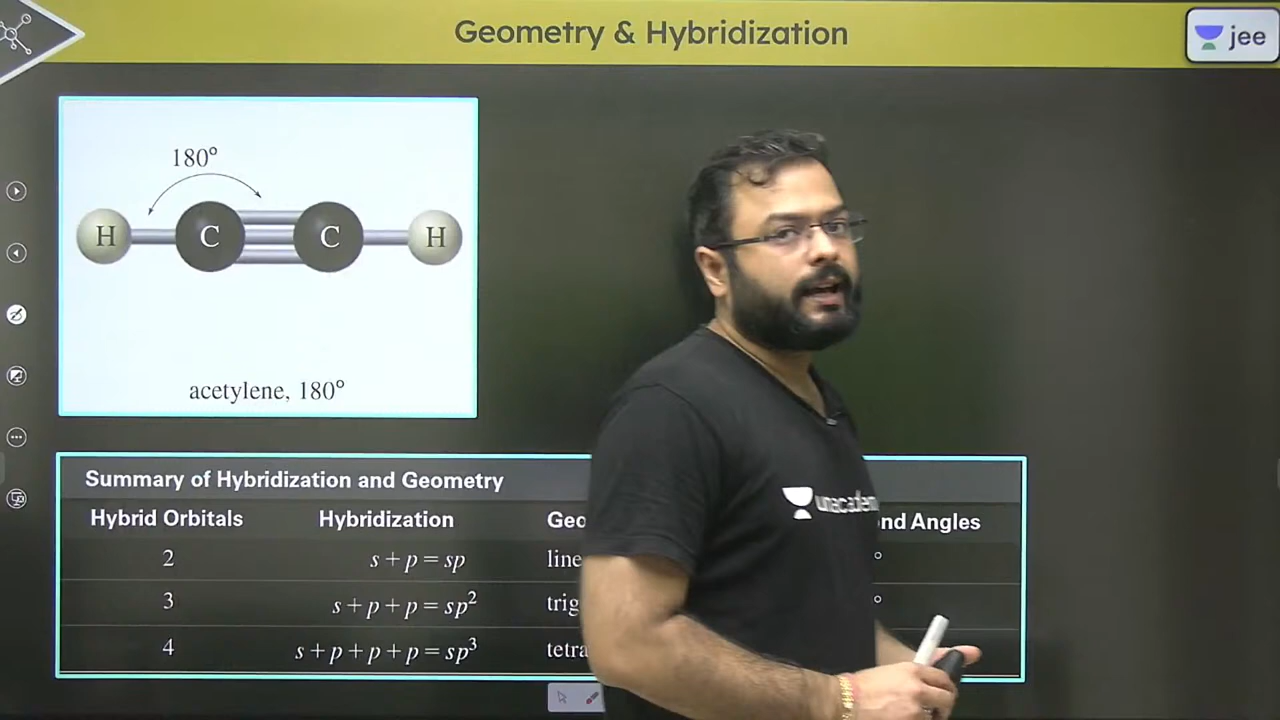 Geometry & Hybridization
jee
180°
H C C H
acetylene, 180°
Summary of Hybridization and Geometry
Hybrid Orbitals Hybridization Geo nd Angles
2 s + p = sp line °
3 s + p + p = sp² trig °
4 s + p + p + p = sp³ tetra
unacadem